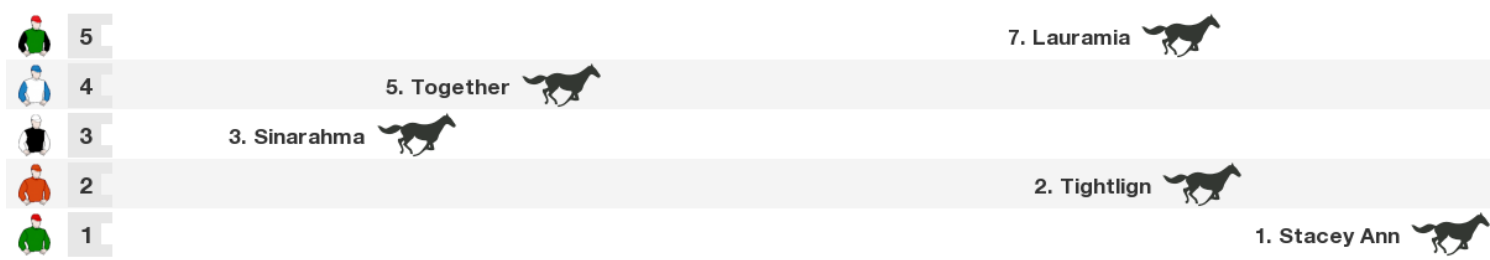 5 7. Lauramia
4 5. Together
3 3. Sinarahma
2 2. Tightlign
1 1. Stacey Ann